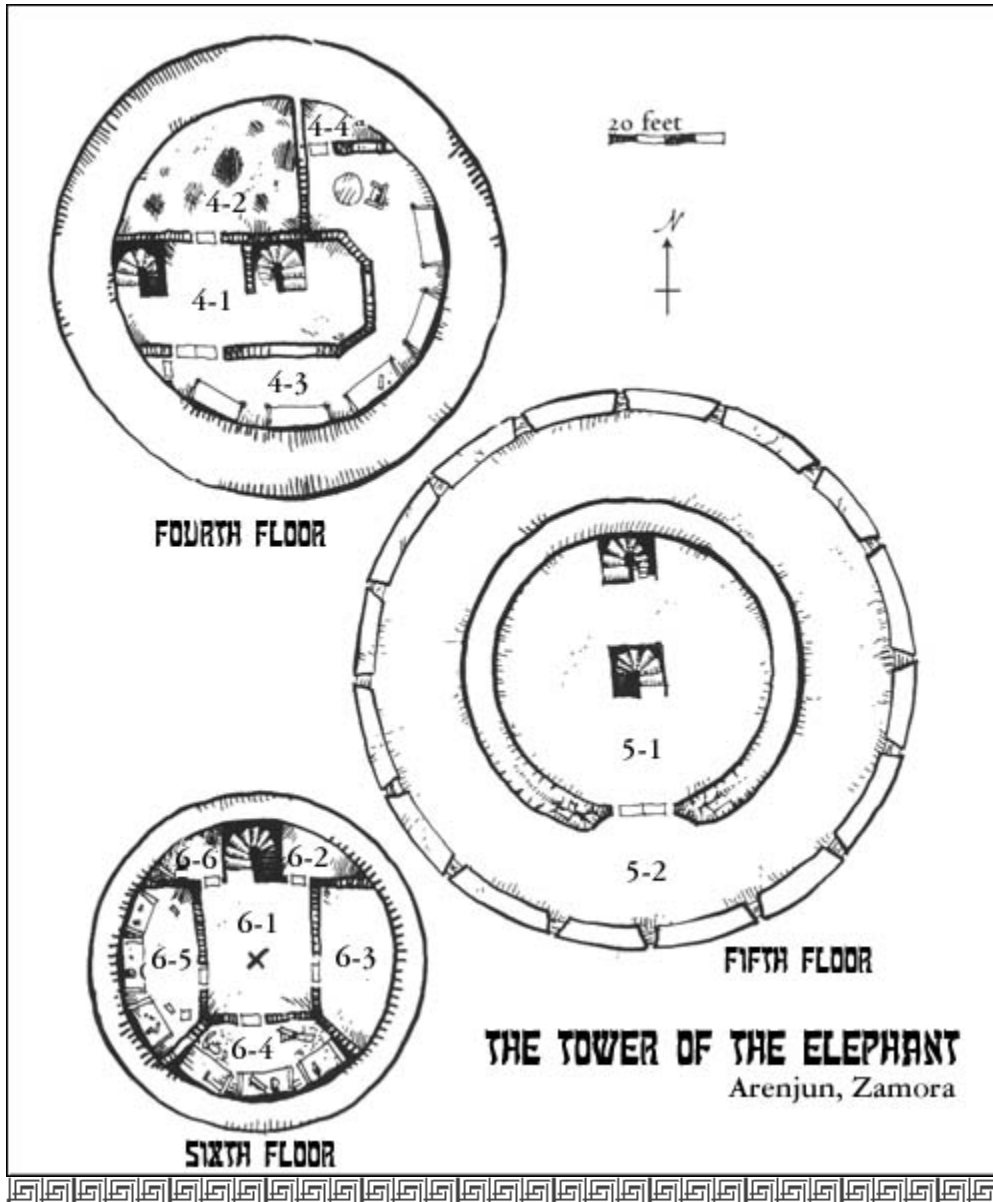 4-4
20 feet
4-2
N
4-1
4-3
FOURTH FLOOR
5-1
5-2
FIFTH FLOOR
6-6
6-2
6-1
6-5
6-3
6-4
SIXTH FLOOR
THE TOWER OF THE ELEPHANT
Arenjun, Zamora